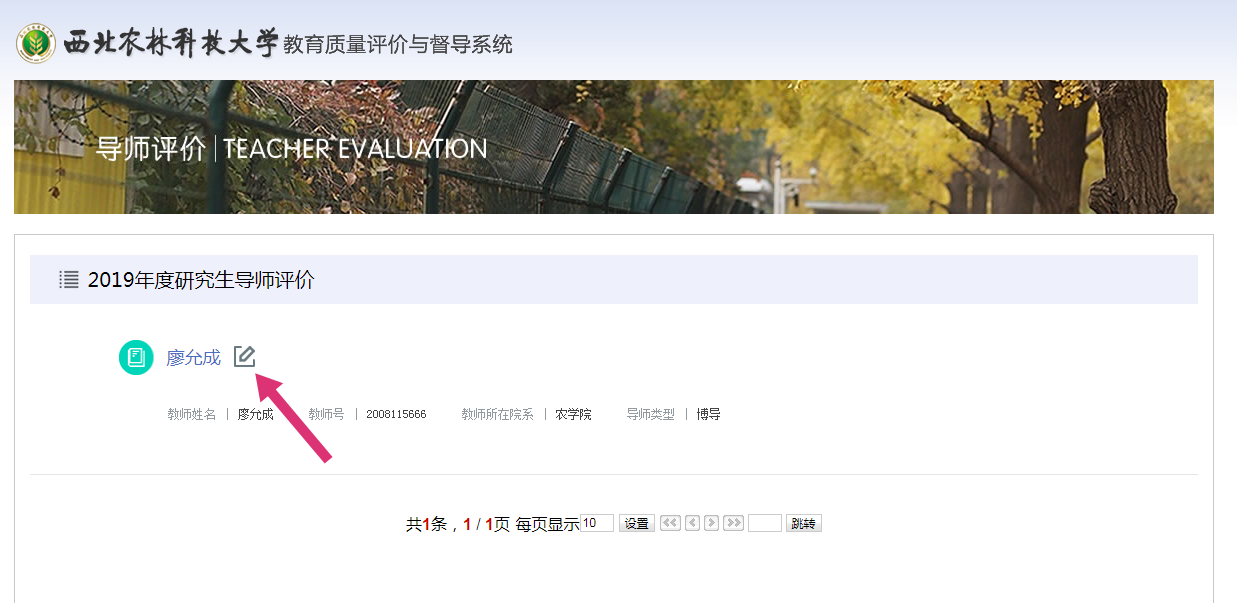 西北农林科技大学 教育质量评价与督导系统
导师评价 | TEACHER EVALUATION
2019年度研究生导师评价
廖允成
教师姓名 | 廖允成 教师号 | 2008115666 教师所在院系 | 农学院 导师类型 | 博导
共1条，1 / 1页 每页显示 10 设置 跳转